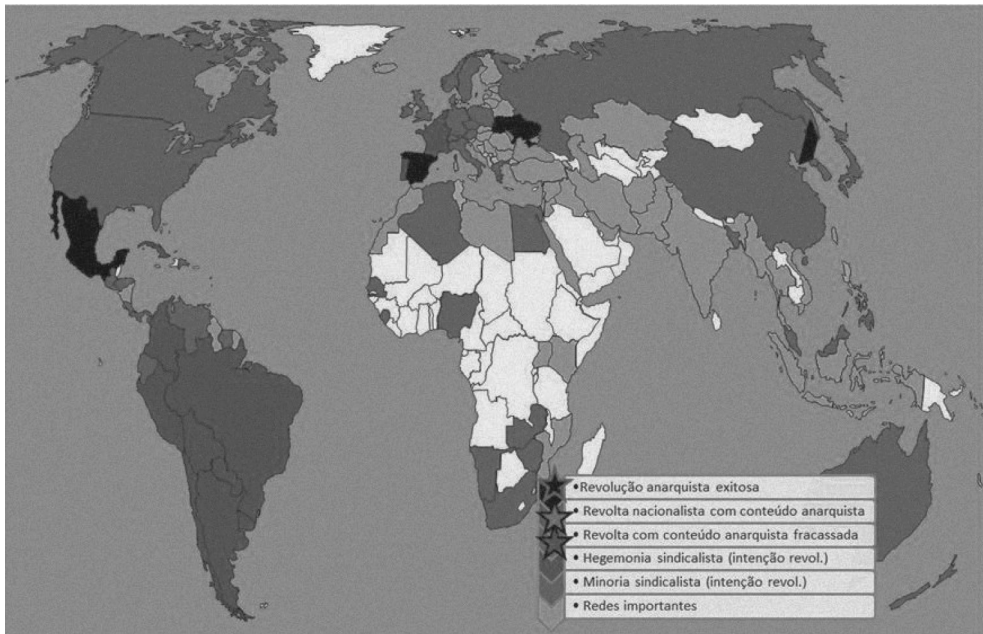 •Revolução anarquista exitosa
•Revolta nacionalista com conteúdo anarquista
•Revolta com conteúdo anarquista fracassada
•Hegemonia sindicalista (intenção revol.)
•Minoria sindicalista (intenção revol.)
•Redes importantes